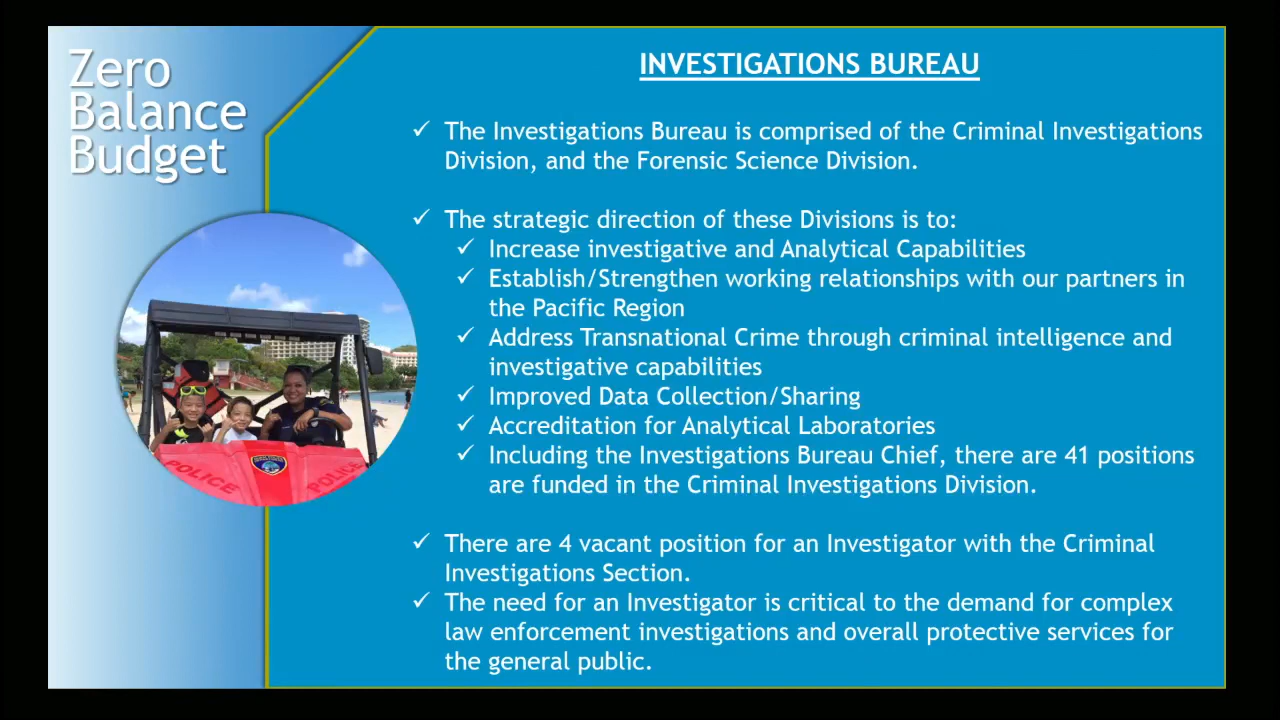 Zero
Balance
Budget
INVESTIGATIONS BUREAU
✓ The Investigations Bureau is comprised of the Criminal Investigations
Division, and the Forensic Science Division.
✓ The strategic direction of these Divisions is to:
✓ Increase investigative and Analytical Capabilities
✓ Establish/Strengthen working relationships with our partners in
the Pacific Region
✓ Address Transnational Crime through criminal intelligence and
investigative capabilities
✓ Improved Data Collection/Sharing
✓ Accreditation for Analytical Laboratories
✓ Including the Investigations Bureau Chief, there are 41 positions
are funded in the Criminal Investigations Division.
✓ There are 4 vacant position for an Investigator with the Criminal
Investigations Section.
✓ The need for an Investigator is critical to the demand for complex
law enforcement investigations and overall protective services for
the general public.
POLICE
POLICE